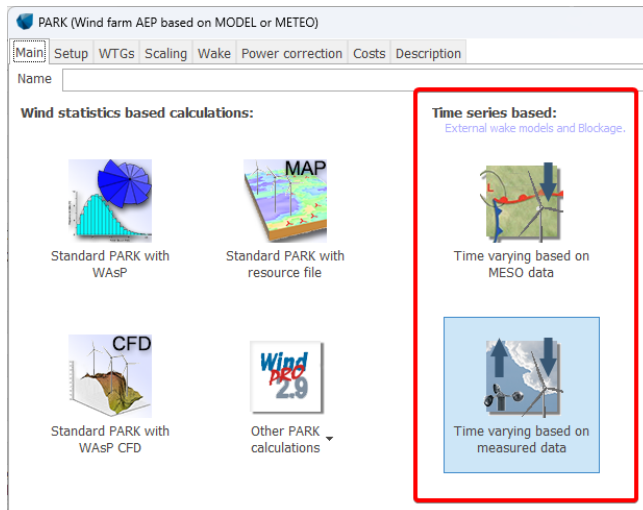 PARK (Wind farm AEP based on MODEL or METEO)
Main Setup WTGs Scaling Wake Power correction Costs Description
Name
Wind statistics based calculations:
Standard PARK with
WAsP
MAP
Standard PARK with
resource file
CFD
Standard PARK with
WAsP CFD
Wind
PRO
2.9
Other PARK
calculations
Time series based:
External wake models and Blockage.
L
Time varying based on
MESO data
Time varying based on
measured data